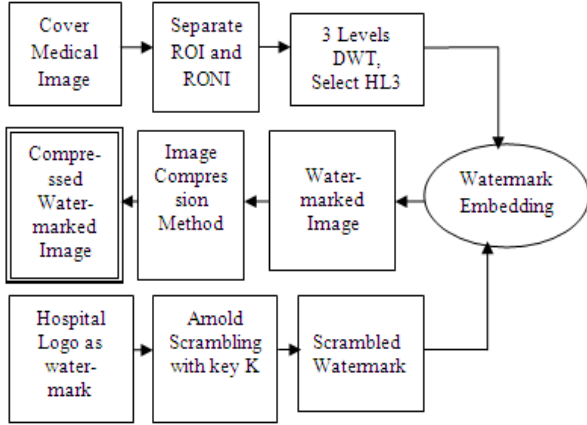 Cover
Medical
Image
Separate
ROI and
RONI
3 Levels
DWT,
Select HL3
Compre-
ssed
Water-
marked
Image
Image
Compres
sion
Method
Water-
marked
Image
Watermark
Embedding
Hospital
Logo as
water-
mark
Arnold
Scrambling
with key K
Scrambled
Watermark